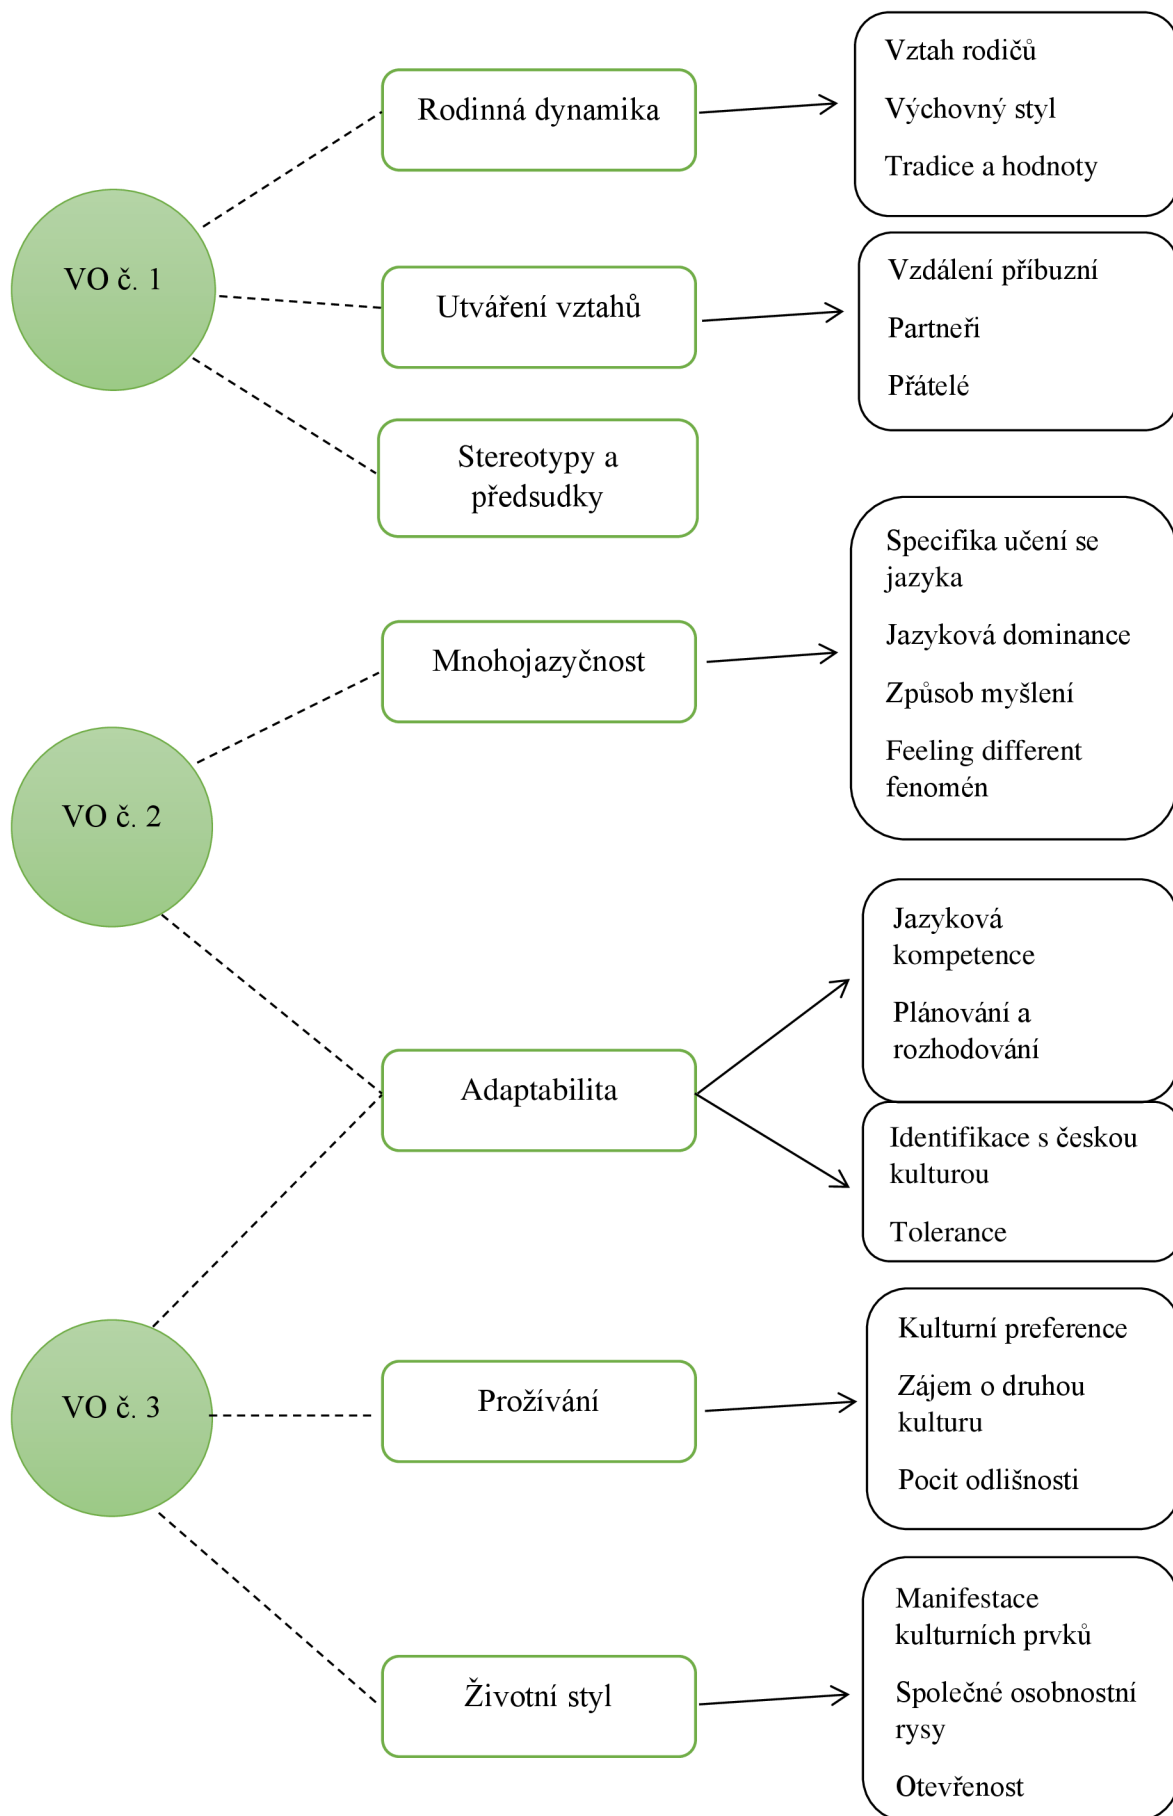 VO č. 1
Rodinná dynamika
Vztah rodičů
Výchovný styl
Tradice a hodnoty
Utváření vztahů
Vzdálení příbuzní
Partneři
Přátelé
Stereotypy a
předsudky
VO č. 2
Mnohojazyčnost
Specifika učení se
jazyka
Jazyková dominance
Způsob myšlení
Feeling different
fenomén
Adaptabilita
Jazyková
kompetence
Plánování a
rozhodování
Identifikace s českou
kulturou
Tolerance
VO č. 3
Prožívání
Kulturní preference
Zájem o druhou
kulturu
Pocit odlišnosti
Životní styl
Manifestace
kulturních prvků
Společné osobnostní
rysy
Otevřenost